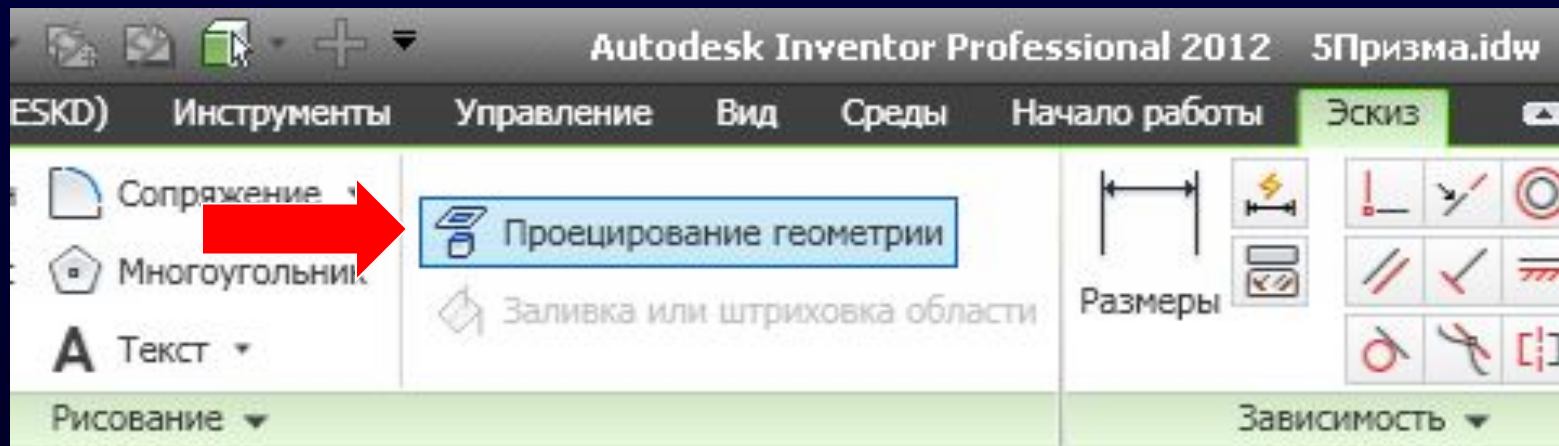 Autodesk Inventor Professional 2012 5Призма.idw
ESKD) Инструменты Управление Вид Среды Начало работы Эскиз
Сопряжение
Проецирование геометрии
Многоугольник
Заливка или штриховка области
Размеры
A Текст
Рисование Зависимость